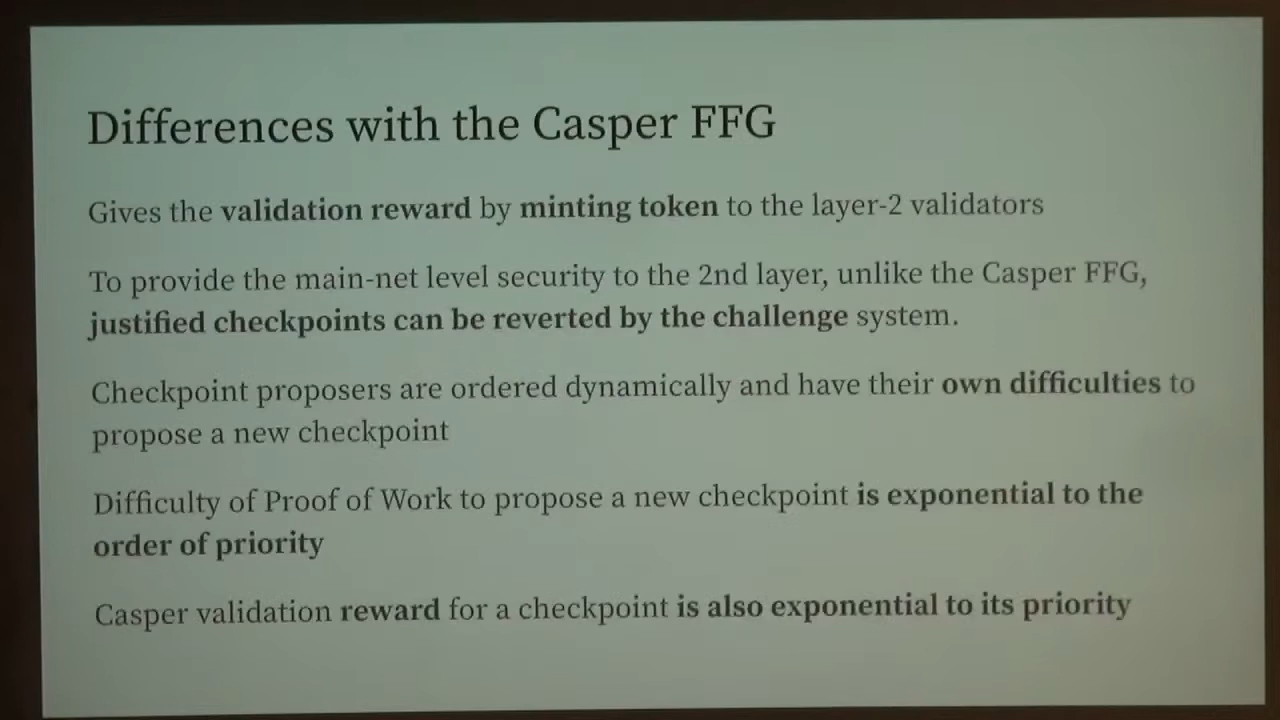 Differences with the Casper FFG
Gives the validation reward by minting token to the layer-2 validators
To provide the main-net level security to the 2nd layer, unlike the Casper FFG,
justified checkpoints can be reverted by the challenge system.
Checkpoint proposers are ordered dynamically and have their own difficulties to
propose a new checkpoint
Difficulty of Proof of Work to propose a new checkpoint is exponential to the
order of priority
Casper validation reward for a checkpoint is also exponential to its priority